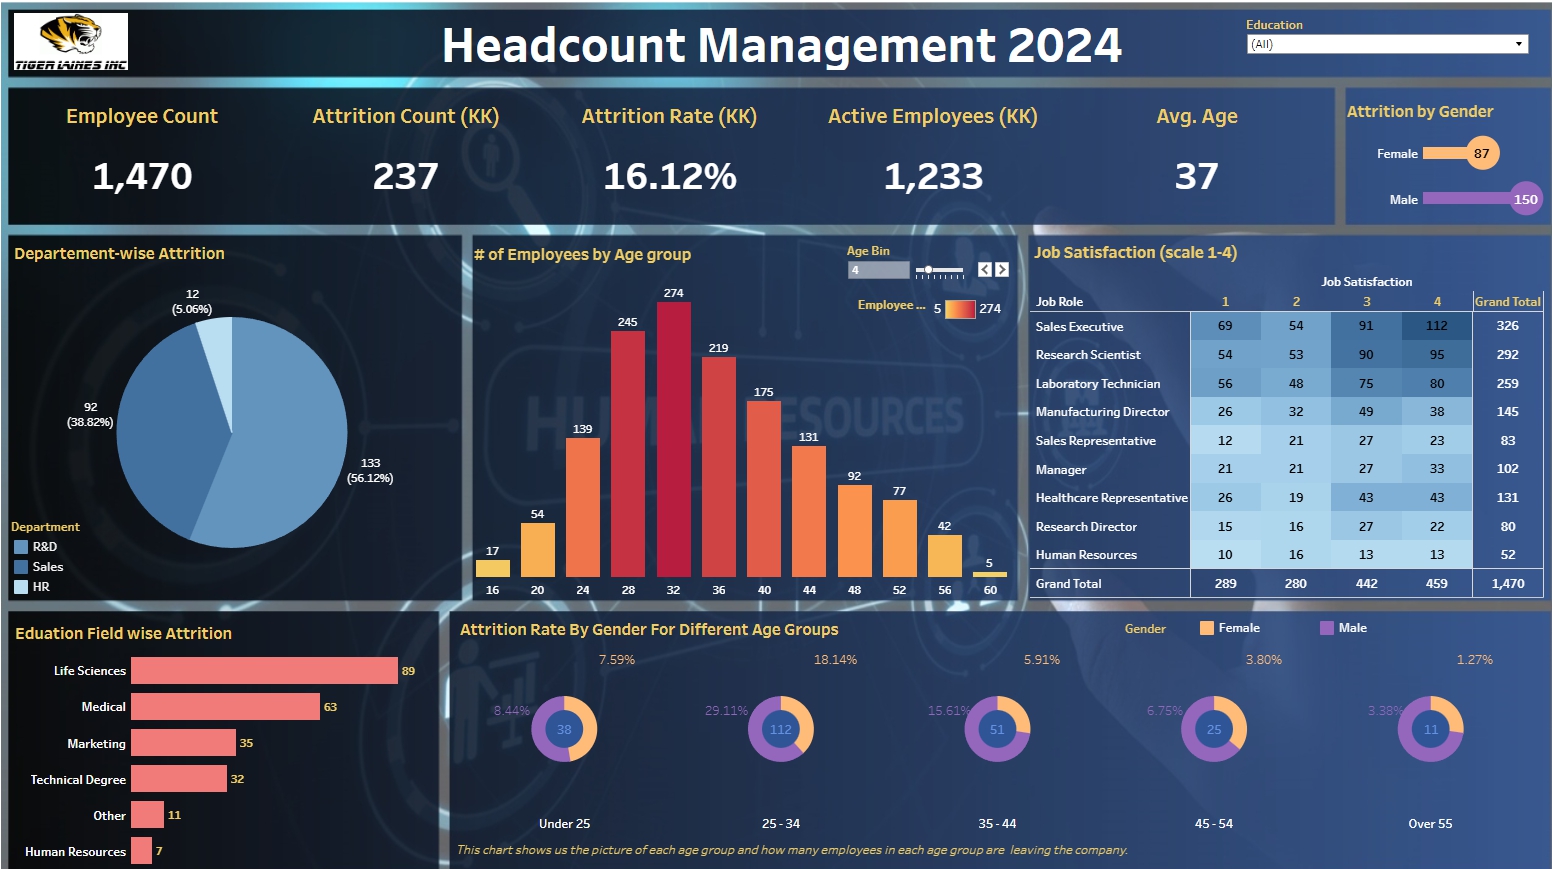 TIGER LAINES INC
Headcount Management 2024
Education
(All)
Employee Count
1,470
Attrition Count (KK)
237
Attrition Rate (KK)
16.12%
Active Employees (KK)
1,233
Avg. Age
37
Attrition by Gender
Female 87
Male 150
Departement-wise Attrition
12
(5.06%)
92
(38.82%)
133
(56.12%)
Department
R&D
Sales
HR
# of Employees by Age group
Age Bin
4
Employee ... 5 274
17 54 139 245 274 219 175 131 92 77 42 5
16 20 24 28 32 36 40 44 48 52 56 60
HUMAN RESOURCES
Job Satisfaction (scale 1-4)
Job Satisfaction
Job Role 1 2 3 4 Grand Total
Sales Executive 69 54 91 112 326
Research Scientist 54 53 90 95 292
Laboratory Technician 56 48 75 80 259
Manufacturing Director 26 32 49 38 145
Sales Representative 12 21 27 23 83
Manager 21 21 27 33 102
Healthcare Representative 26 19 43 43 131
Research Director 15 16 27 22 80
Human Resources 10 16 13 13 52
Grand Total 289 280 442 459 1,470
Eduation Field wise Attrition
Life Sciences 89
Medical 63
Marketing 35
Technical Degree 32
Other 11
Human Resources 7
Attrition Rate By Gender For Different Age Groups
Gender Female Male
7.59% 18.14% 5.91% 3.80% 1.27%
8.44% 29.11% 15.61% 6.75% 3.38%
38 112 51 25 11
Under 25 25 - 34 35 - 44 45 - 54 Over 55
This chart shows us the picture of each age group and how many employees in each age group are leaving the company.